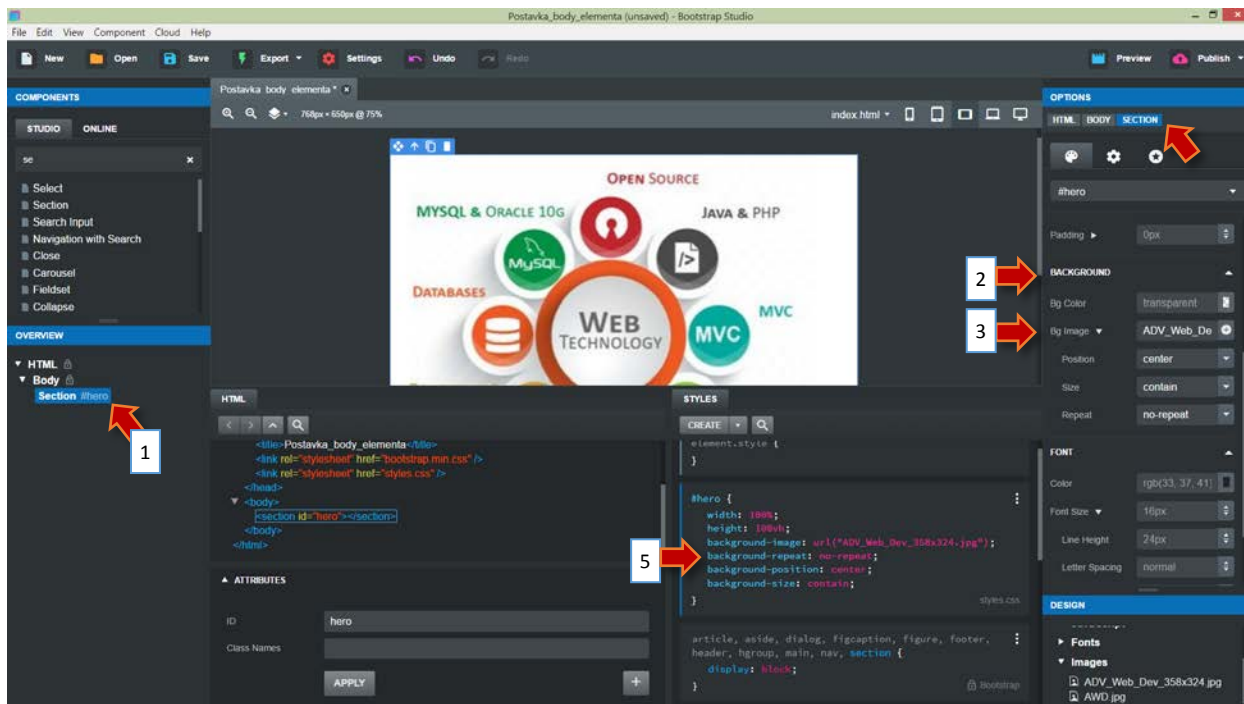 Postavka_body_elementa (unsaved) - Bootstrap Studio
File Edit View Component Cloud Help
New Open Save Export Settings Undo Redo Preview Publish
COMPONENTS
STUDIO ONLINE
se
Select
Section
Search Input
Navigation with Search
Close
Carousel
Fieldset
Collapse
OVERVIEW
HTML
Body
Section #hero
1
Postavka body elementa *
768px × 650px @ 75%
index.html
OPEN SOURCE
MYSQL & ORACLE 10G
JAVA & PHP
MySQL
</>
DATABASES
WEB
TECHNOLOGY
MVC
MVC
HTML
<title>Postavka_body_elementa</title>
<link rel="stylesheet" href="bootstrap.min.css" />
<link rel="stylesheet" href="styles.css" />
</head>
<body>
<section id="hero"></section>
</body>
</html>
ATTRIBUTES
ID hero
Class Names
APPLY +
STYLES
CREATE
element.style {
}
#hero {
width: 100%;
height: 100vh;
background-image: url("ADV_Web_Dev_358x324.jpg");
background-repeat: no-repeat;
background-position: center;
background-size: contain;
}
styles.css
5
article, aside, dialog, figcaption, figure, footer,
header, hgroup, main, nav, section {
display: block;
}
Bootstrap
OPTIONS
HTML BODY SECTION
#hero
Padding 0px
2
BACKGROUND
Bg Color transparent
3
Bg Image ADV_Web_De
Position center
Size contain
Repeat no-repeat
FONT
Color rgb(33, 37, 41)
Font Size 16px
Line Height 24px
Letter Spacing normal
DESIGN
Fonts
Images
ADV_Web_Dev_358x324.jpg
AWD.jpg